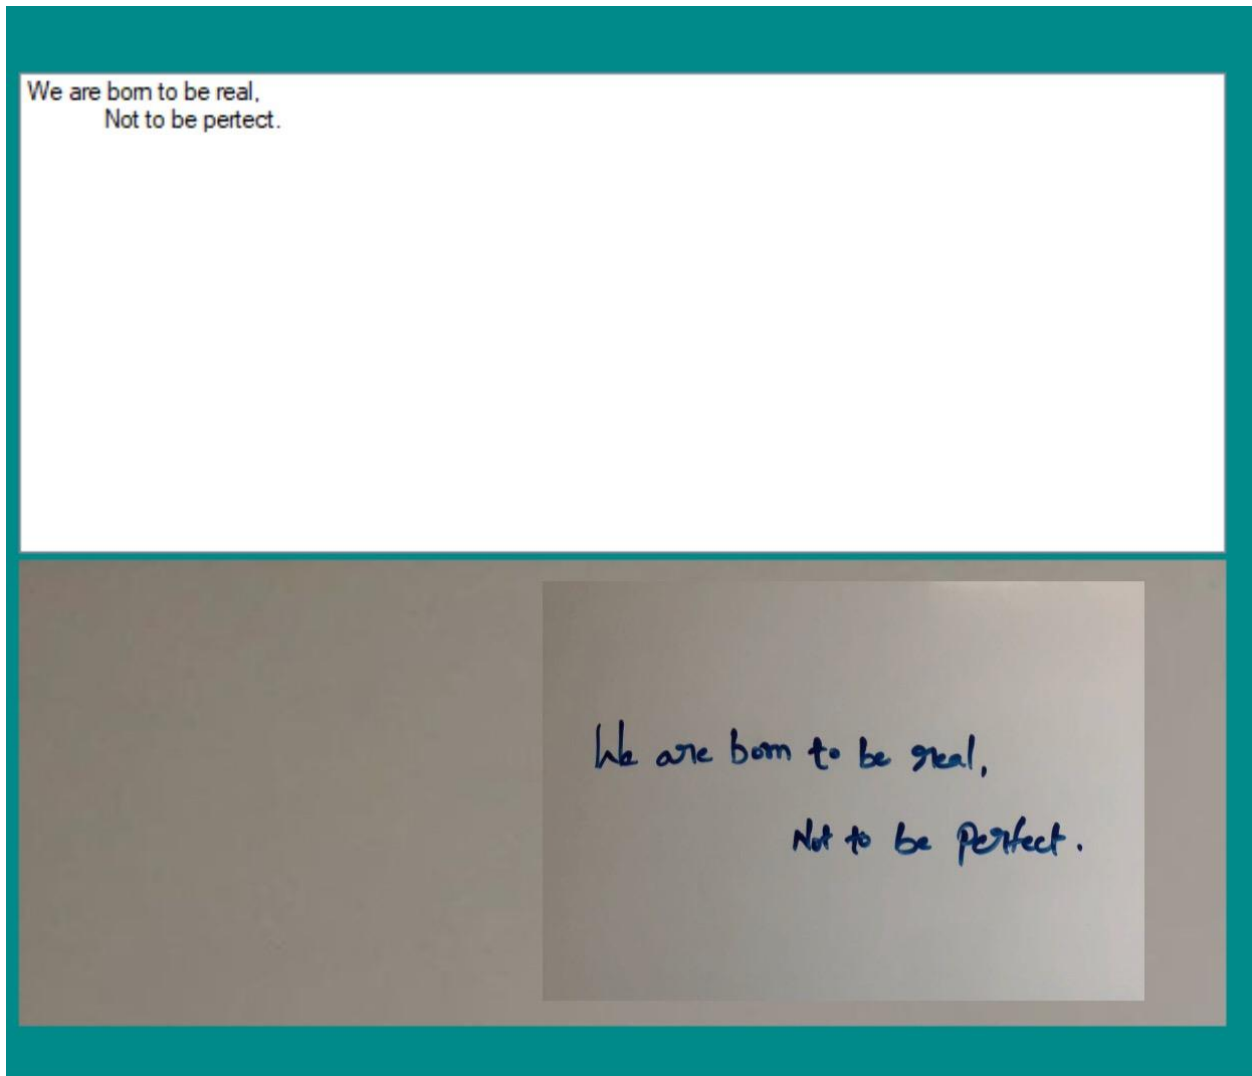 We are born to be real,
Not to be pertect.
We are born to be real,
Not to be Perfect.